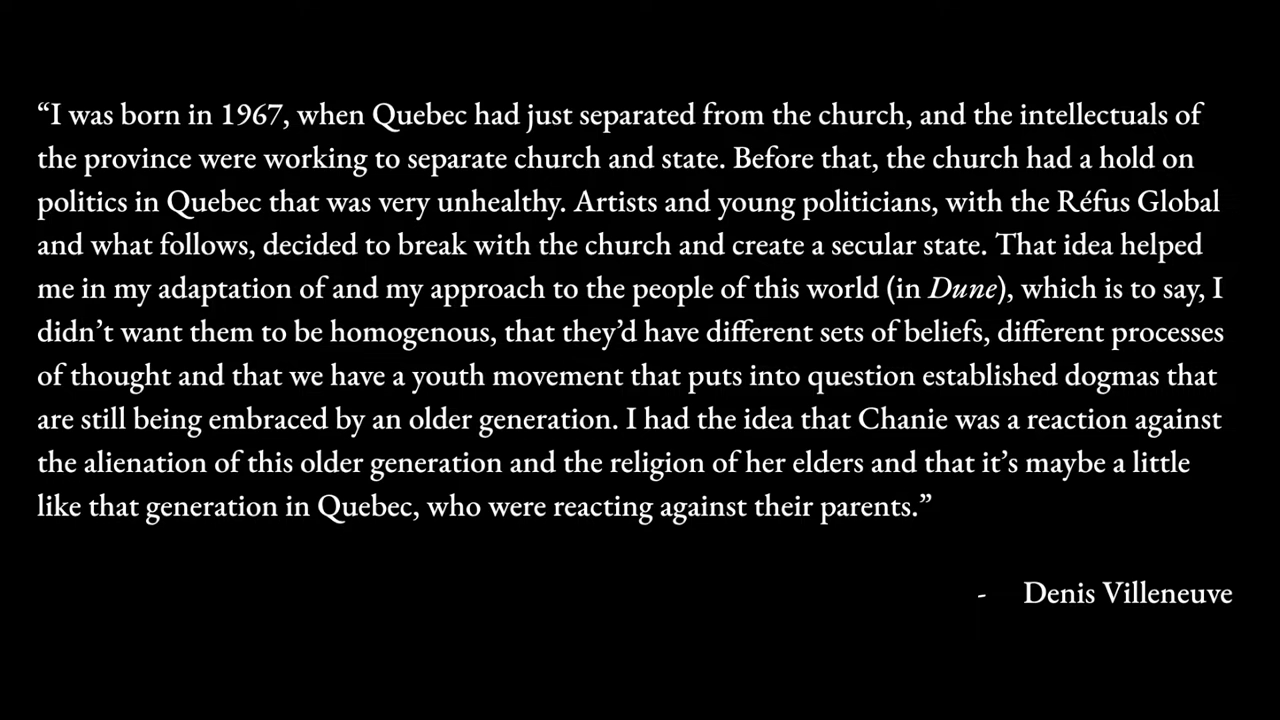 “I was born in 1967, when Quebec had just separated from the church, and the intellectuals of
the province were working to separate church and state. Before that, the church had a hold on
politics in Quebec that was very unhealthy. Artists and young politicians, with the Réfus Global
and what follows, decided to break with the church and create a secular state. That idea helped
me in my adaptation of and my approach to the people of this world (in Dune), which is to say, I
didn’t want them to be homogenous, that they’d have different sets of beliefs, different processes
of thought and that we have a youth movement that puts into question established dogmas that
are still being embraced by an older generation. I had the idea that Chanie was a reaction against
the alienation of this older generation and the religion of her elders and that it’s maybe a little
like that generation in Quebec, who were reacting against their parents.”
- Denis Villeneuve